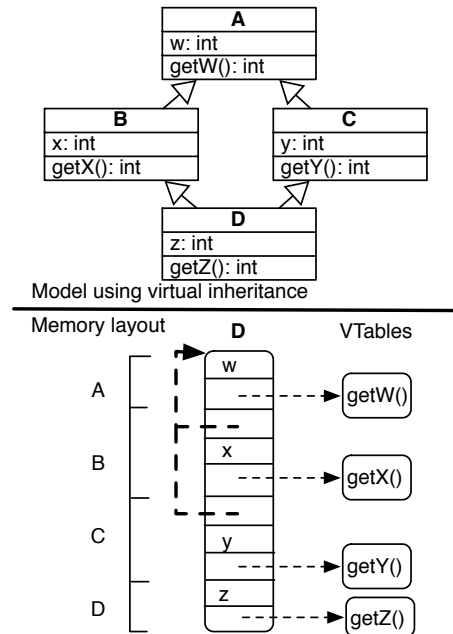 A
w: int
getW(): int
B
x: int
getX(): int
C
y: int
getY(): int
D
z: int
getZ(): int
Model using virtual inheritance
Memory layout
D
VTables
w
A
getW()
x
B
getX()
C
y
getY()
z
D
getZ()